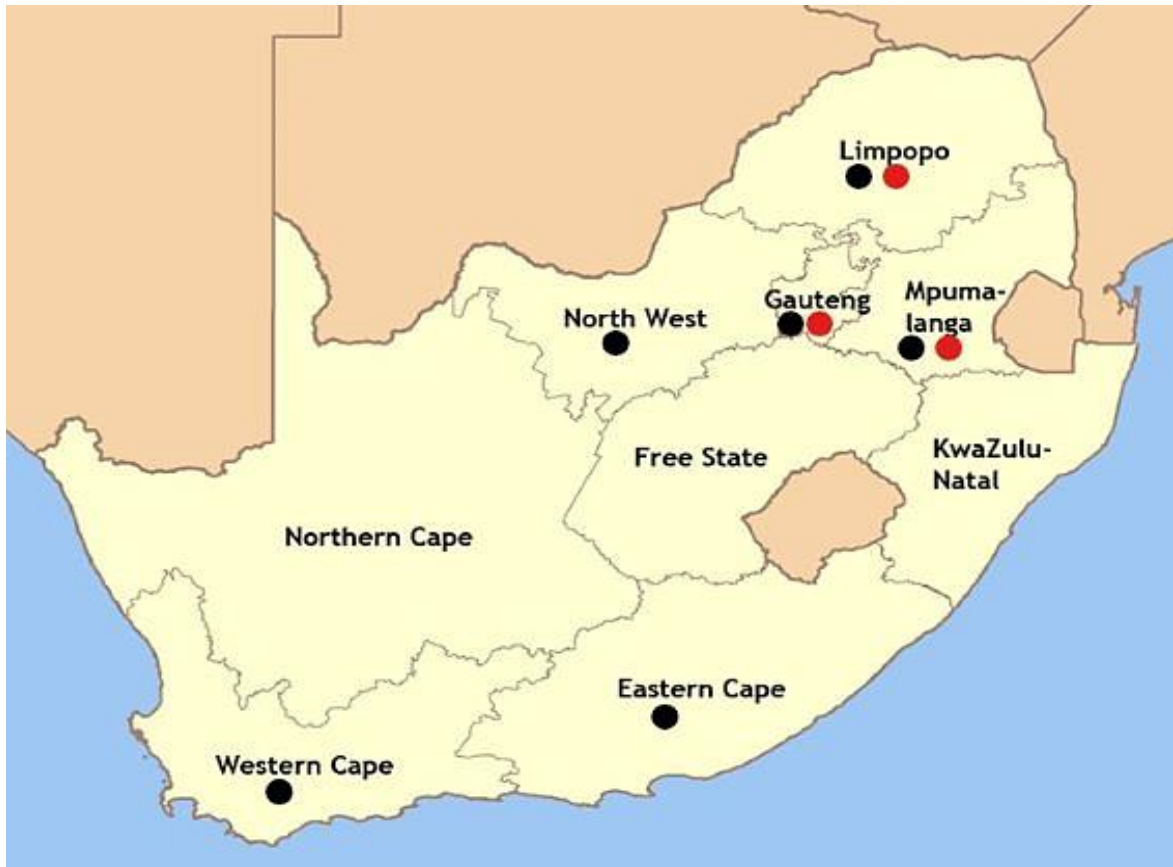 Limpopo
Gauteng
Mpuma-
langa
North West
Free State
KwaZulu-
Natal
Northern Cape
Eastern Cape
Western Cape